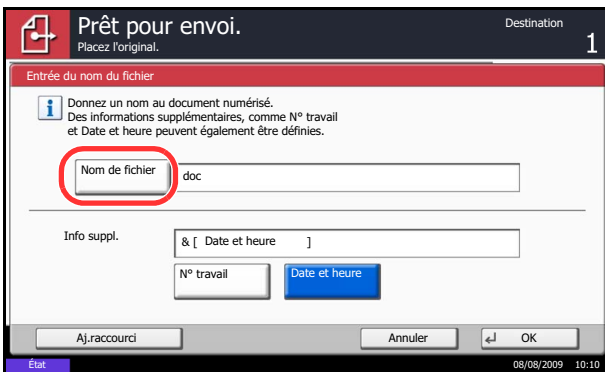 Prêt pour envoi.
Placez l'original.
Destination
1
Entrée du nom du fichier
i
Donnez un nom au document numérisé.
Des informations supplémentaires, comme N° travail
et Date et heure peuvent également être définies.
Nom de fichier
doc
Info suppl.
& [ Date et heure ]
N° travail
Date et heure
Aj.raccourci
Annuler
OK
État
08/08/2009 10:10